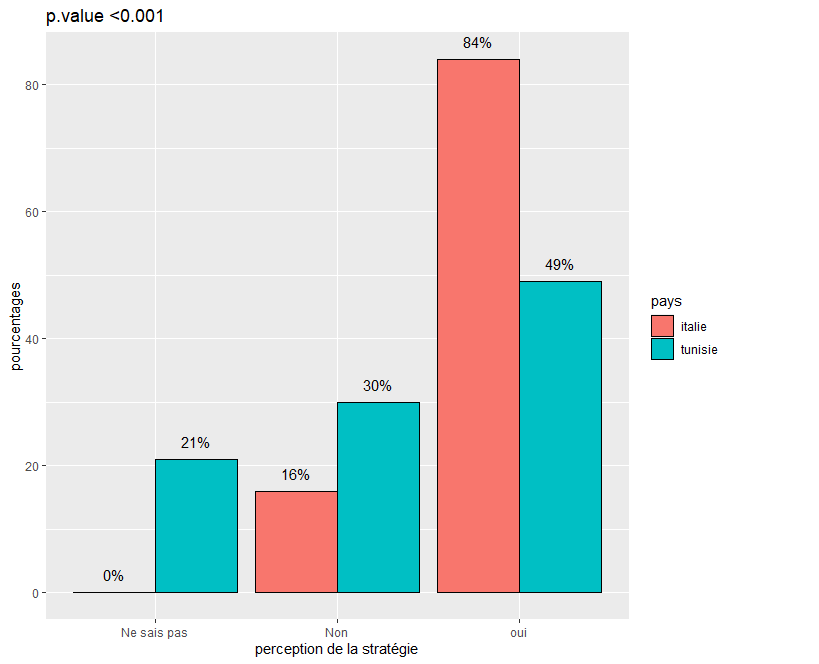 p.value <0.001
84%
80
60
49%
pays
italie
tunisie
pourcentages
40
30%
21%
20
16%
0%
0
Ne sais pas
Non
oui
perception de la stratégie